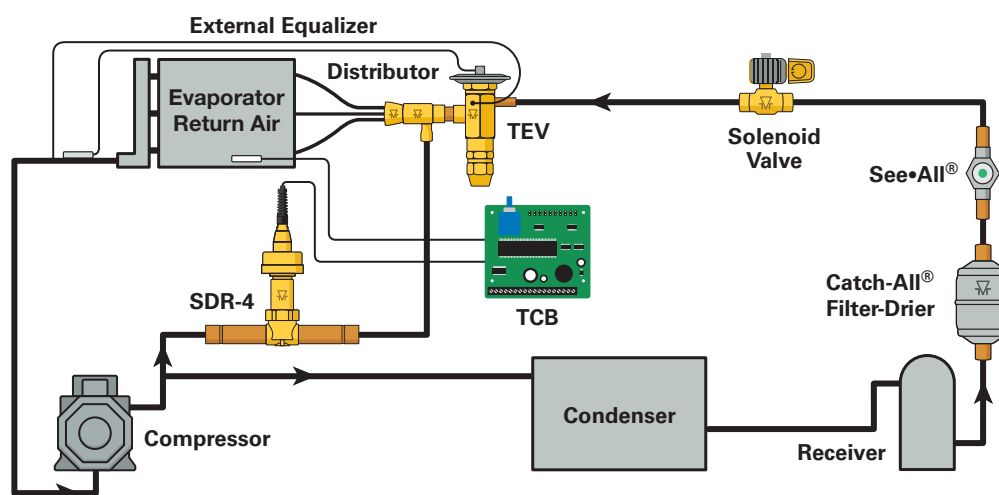 External Equalizer
Distributor
Evaporator
Return Air
TEV
Solenoid
Valve
See•All®
SDR-4
TCB
Catch-All®
Filter-Drier
Condenser
Compressor
Receiver